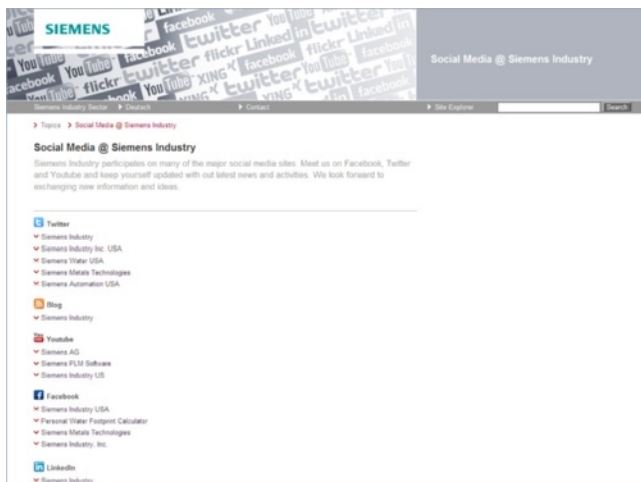 SIEMENS
Social Media @ Siemens Industry
Siemens Industry Sector Deutsch Contact Site Explorer Search
Topics Social Media @ Siemens Industry
Social Media @ Siemens Industry
Siemens Industry participates on many of the major social media sites. Meet us on Facebook, Twitter
and Youtube and keep yourself updated with out latest news and activities. We look forward to
exchanging new information and ideas.
Twitter
Siemens Industry
Siemens Industry Inc. USA
Siemens Water USA
Siemens Metals Technologies
Siemens Automation USA
Blog
Siemens Industry
Youtube
Siemens AG
Siemens PLM Software
Siemens Industry US
Facebook
Siemens Industry USA
Personal Water Footprint Calculator
Siemens Metals Technologies
Siemens Industry, Inc.
LinkedIn
Siemens Industry